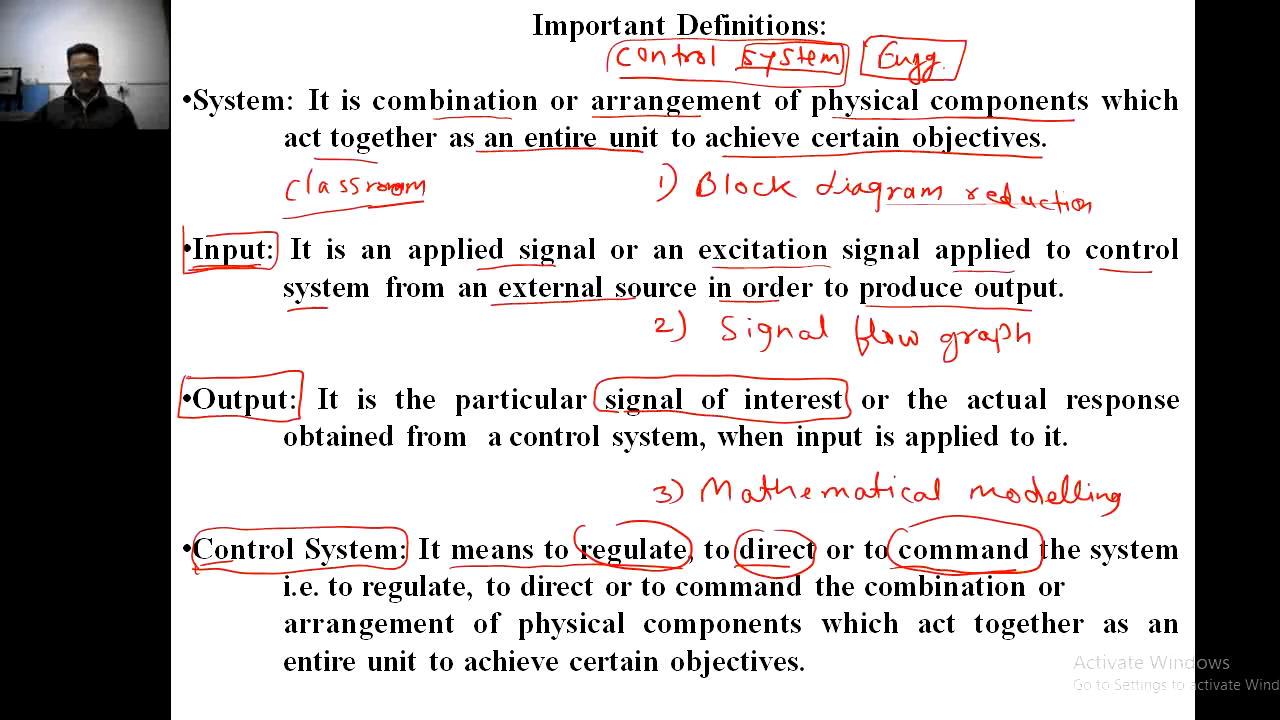 Important Definitions:
Control System Engg.
•System: It is combination or arrangement of physical components which
act together as an entire unit to achieve certain objectives.
classroom
1) Block diagram reduction
•Input: It is an applied signal or an excitation signal applied to control
system from an external source in order to produce output.
2) Signal flow graph
•Output: It is the particular signal of interest or the actual response
obtained from a control system, when input is applied to it.
3) Mathematical modelling
•Control System: It means to regulate, to direct or to command the system
i.e. to regulate, to direct or to command the combination or
arrangement of physical components which act together as an
entire unit to achieve certain objectives.
Activate Windows
Go to Settings to activate Wind